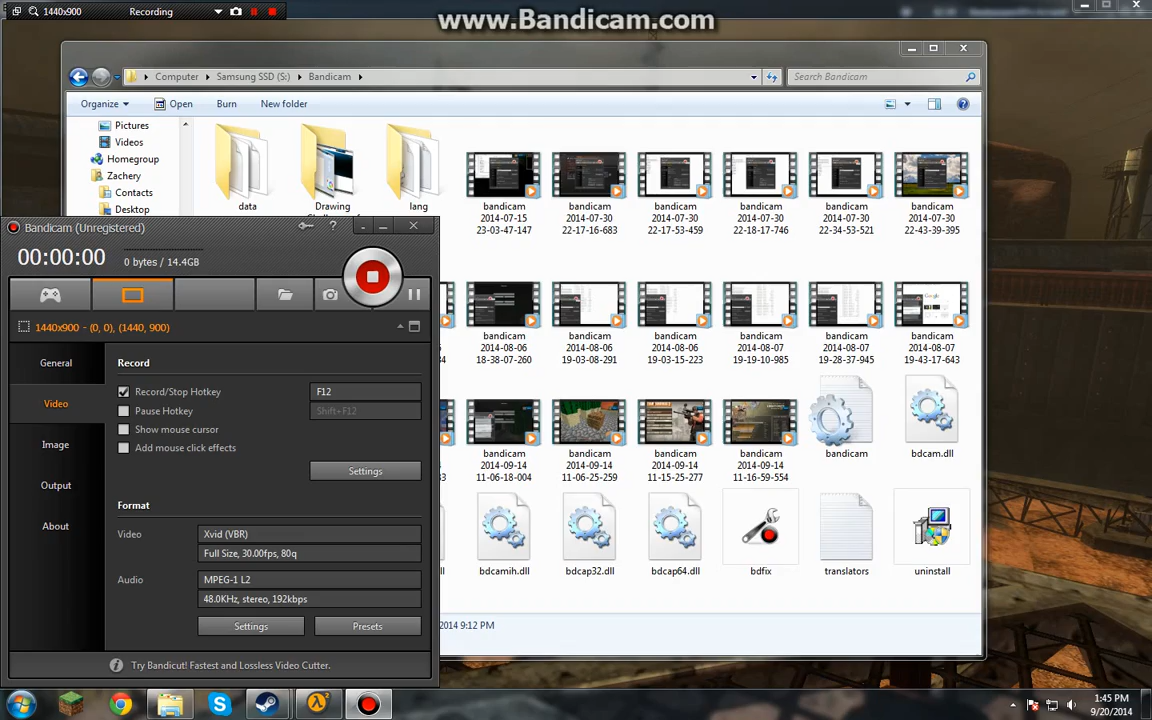 1440x900
Recording
www.Bandicam.com
Computer
Samsung SSD (S:)
Bandicam
Search Bandicam
Organize
Open
Burn
New folder
Pictures
Videos
Homegroup
Zachery
Contacts
Desktop
data
Drawing
lang
bandicam
2014-07-15
23-03-47-147
bandicam
2014-07-30
22-17-16-683
bandicam
2014-07-30
22-17-53-459
bandicam
2014-07-30
22-18-17-746
bandicam
2014-07-30
22-34-53-521
bandicam
2014-07-30
22-43-39-395
bandicam
2014-08-06
18-38-07-260
bandicam
2014-08-06
19-03-08-291
bandicam
2014-08-06
19-03-15-223
bandicam
2014-08-07
19-19-10-985
bandicam
2014-08-07
19-28-37-945
bandicam
2014-08-07
19-43-17-643
bandicam
2014-09-14
11-06-18-004
bandicam
2014-09-14
11-06-25-259
bandicam
2014-09-14
11-15-25-277
bandicam
2014-09-14
11-16-59-554
bandicam
bdcam.dll
bdcamih.dll
bdcap32.dll
bdcap64.dll
bdfix
translators
uninstall
2014 9:12 PM
Bandicam (Unregistered)
00:00:00
0 bytes / 14.4GB
1440x900 - (0, 0), (1440, 900)
General
Video
Image
Output
About
Record
Record/Stop Hotkey
F12
Pause Hotkey
Shift+F12
Show mouse cursor
Add mouse click effects
Settings
Format
Video
Xvid (VBR)
Full Size, 30.00fps, 80q
Audio
MPEG-1 L2
48.0KHz, stereo, 192kbps
Settings
Presets
Try Bandicut! Fastest and Lossless Video Cutter.
1:45 PM
9/20/2014